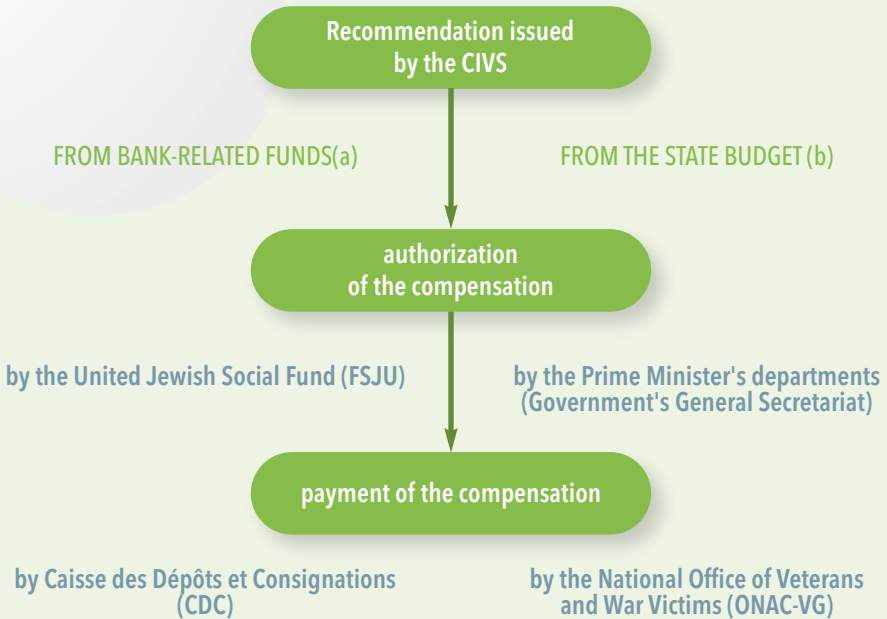 Recommendation issued
by the CIVS
FROM BANK-RELATED FUNDS(a)
FROM THE STATE BUDGET (b)
authorization
of the compensation
by the United Jewish Social Fund (FSJU)
by the Prime Minister's departments
(Government's General Secretariat)
payment of the compensation
by Caisse des Dépôts et Consignations
(CDC)
by the National Office of Veterans
and War Victims (ONAC-VG)